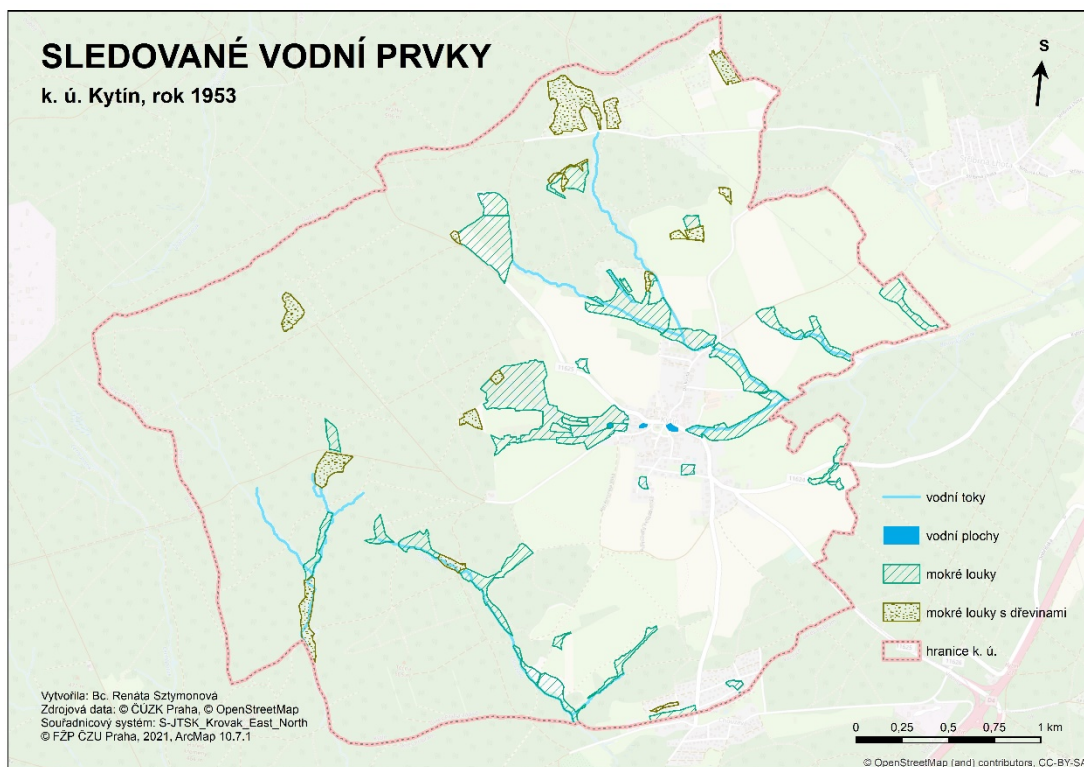 SLEDOVANÉ VODNÍ PRVKY
k. ú. Kytín, rok 1953
S
vodní toky
vodní plochy
mokré louky
mokré louky s dřevinami
hranice k. ú.
Vytvořila: Bc. Renáta Sztymonová
Zdrojová data: © ČÚZK Praha, © OpenStreetMap
Souřadnicový systém: S-JTSK_Krovak_East_North
© FŽP ČZU Praha, 2021, ArcMap 10.7.1
0 0,25 0,5 0,75 1 km
© OpenStreetMap (and) contributors, CC-BY-SA